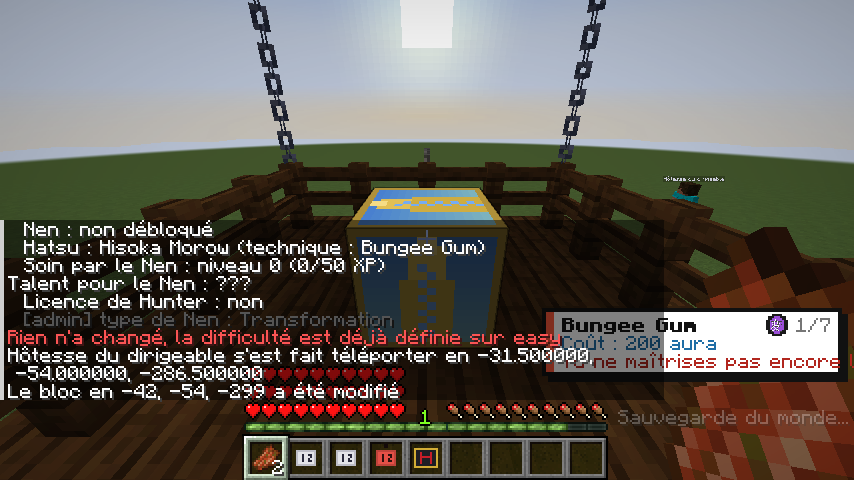 Hôtesse du dirigeable
Nen : non débloqué
Hatsu : Hisoka Morow (technique : Bungee Gum)
Soin par le Nen : niveau 0 (0/50 XP)
Talent pour le Nen : ???
Licence de Hunter : non
[admin] type de Nen : Transformation
Rien n'a changé, la difficulté est déjà définie sur easy
Hôtesse du dirigeable s'est fait téléporter en -31.500000,
-54.000000, -286.500000
Le bloc en -43, -54, -299 a été modifié
Bungee Gum 1/7
Coût : 200 aura
Tu ne maîtrises pas encore
1
Sauvegarde du monde...
2
12
12
12
H